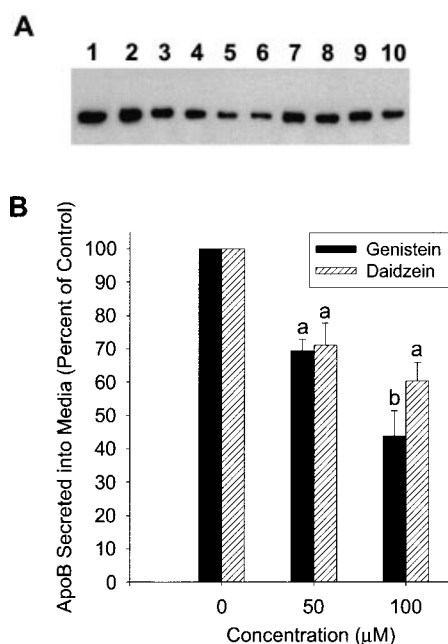 A
1 2 3 4 5 6 7 8 9 10
B
ApoB Secreted into Media (Percent of Control)
100
90
80
70
60
50
40
30
20
10
0
Genistein
Daidzein
a a
b a
0 50 100
Concentration (μM)